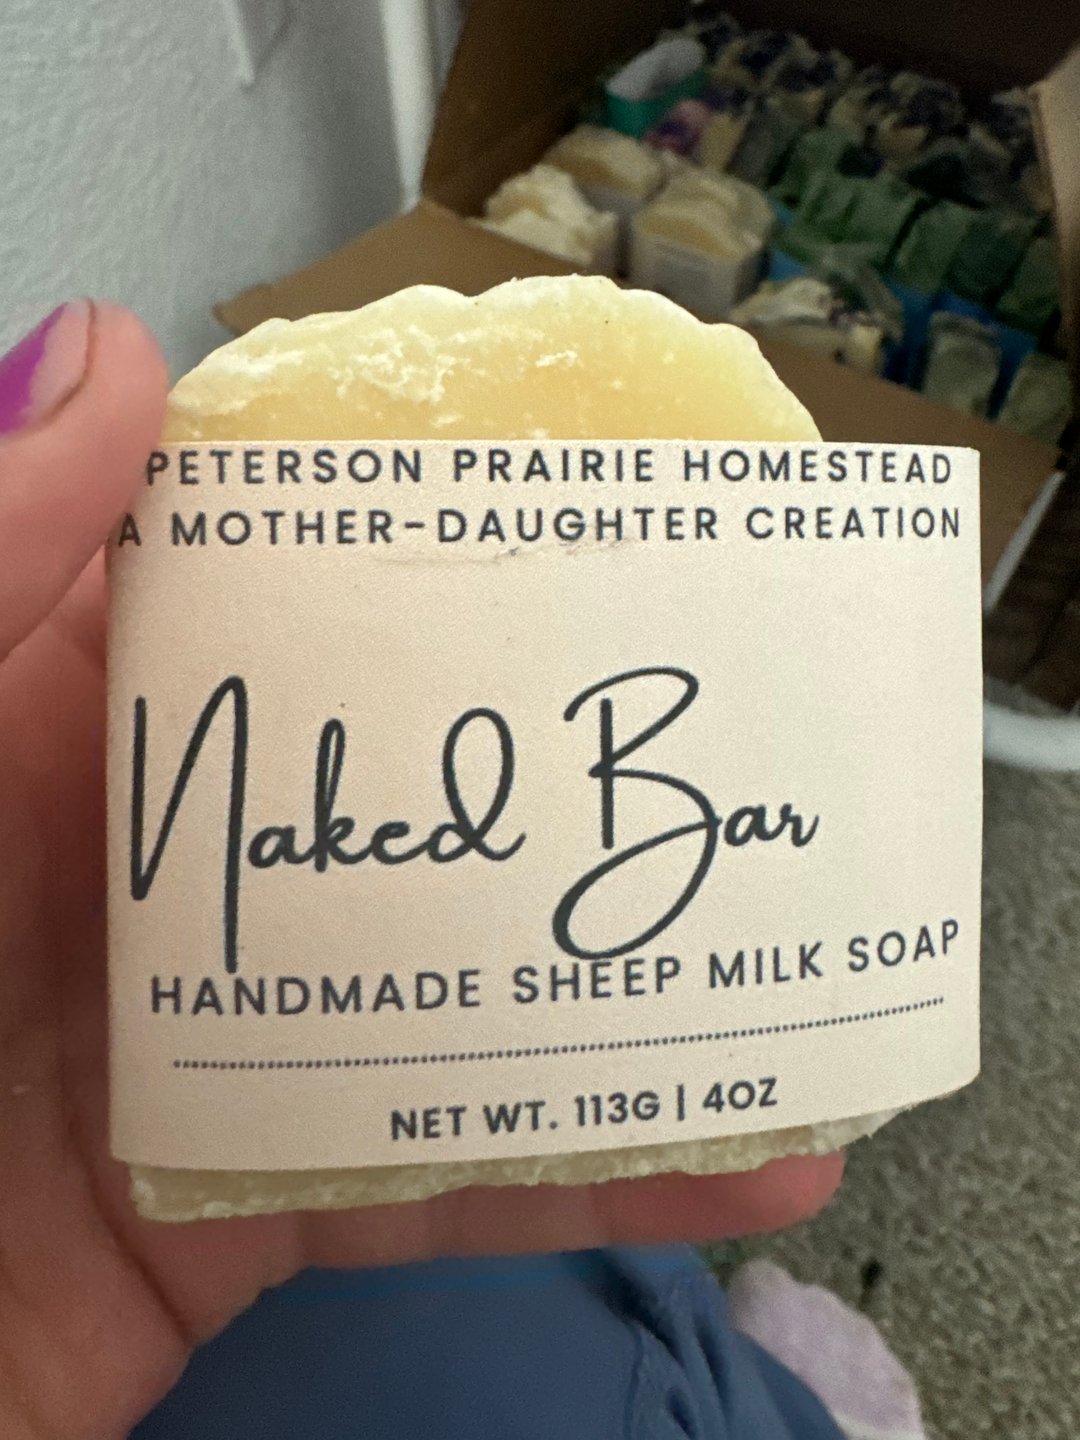 PETERSON PRAIRIE HOMESTEAD
A MOTHER-DAUGHTER CREATION
Naked Bar
HANDMADE SHEEP MILK SOAP
NET WT. 113G | 4OZ